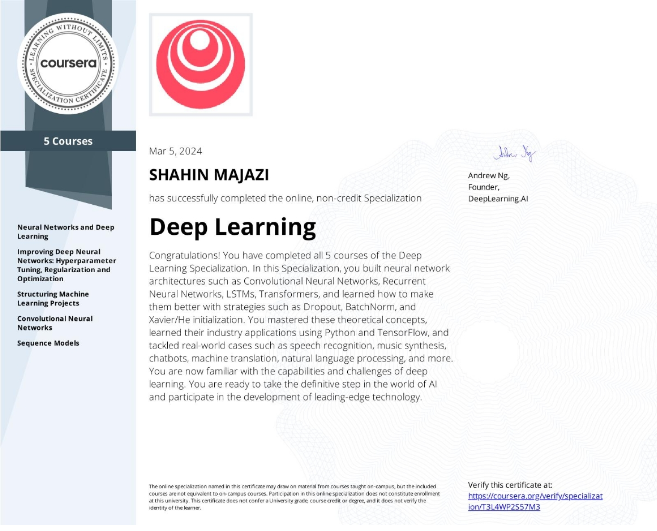 LEARNING WITHOUT LIMITS
coursera
SPECIALIZATION CERTIFICATE
5 Courses
Neural Networks and Deep
Learning
Improving Deep Neural
Networks: Hyperparameter
Tuning, Regularization and
Optimization
Structuring Machine
Learning Projects
Convolutional Neural
Networks
Sequence Models
Mar 5, 2024
SHAHIN MAJAZI
has successfully completed the online, non-credit Specialization
Deep Learning
Congratulations! You have completed all 5 courses of the Deep
Learning Specialization. In this Specialization, you built neural network
architectures such as Convolutional Neural Networks, Recurrent
Neural Networks, LSTMs, Transformers, and learned how to make
them better with strategies such as Dropout, BatchNorm, and
Xavier/He initialization. You mastered these theoretical concepts,
learned their industry applications using Python and TensorFlow, and
tackled real-world cases such as speech recognition, music synthesis,
chatbots, machine translation, natural language processing, and more.
You are now familiar with the capabilities and challenges of deep
learning. You are ready to take the definitive step in the world of AI
and participate in the development of leading-edge technology.
Andrew Ng,
Founder,
DeepLearning.AI
The online specialization named in this certificate may draw on material from courses taught on-campus, but the included
courses are not equivalent to on-campus courses. Participation in this online specialization does not constitute enrollment
at this university. This certificate does not confer a University grade, course credit or degree, and it does not verify the
identity of the learner.
Verify this certificate at:
https://coursera.org/verify/specializat
ion/T3L4WP2S57M3